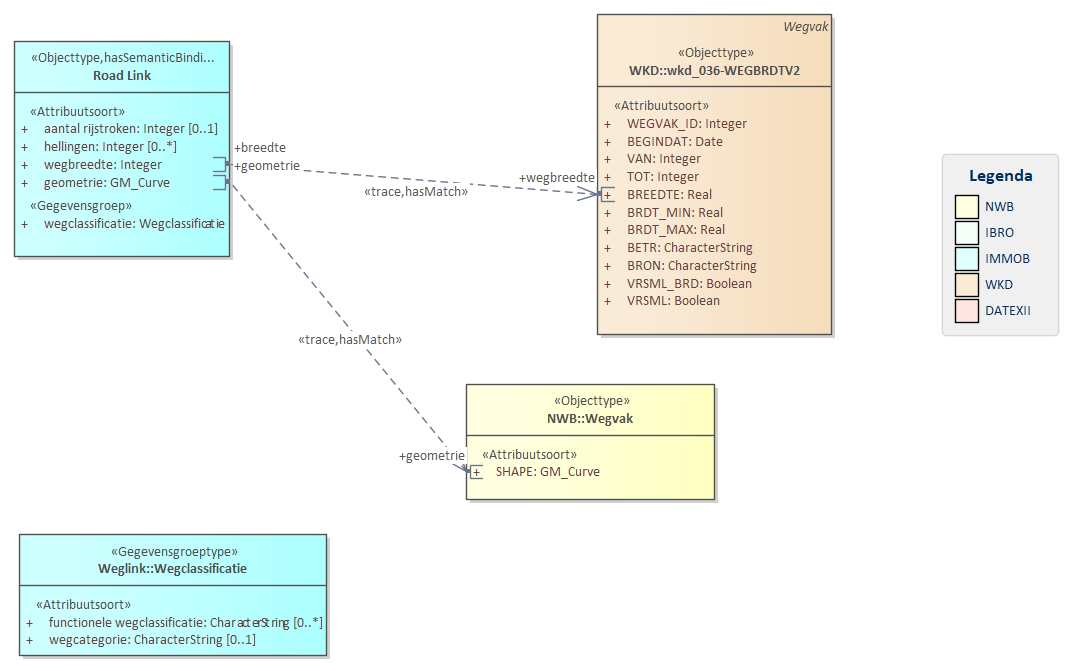 «Objecttype,hasSemanticBindi...
Road Link
«Attribuutsoort»
+ aantal rijstroken: Integer [0..1]
+ hellingen: Integer [0..*]
+ wegbreedte: Integer
+ geometrie: GM_Curve
«Gegevensgroep»
+ wegclassificatie: Wegclassificatie
+breedte
+geometrie
«trace,hasMatch»
+wegbreedte
Wegvak
«Objecttype»
WKD::wkd_036-WEGBRDTV2
«Attribuutsoort»
+ WEGVAK_ID: Integer
+ BEGINDAT: Date
+ VAN: Integer
+ TOT: Integer
+ BREEDTE: Real
+ BRDT_MIN: Real
+ BRDT_MAX: Real
+ BETR: CharacterString
+ BRON: CharacterString
+ VRSML_BRD: Boolean
+ VRSML: Boolean
Legenda
NWB
IBRO
IMMOB
WKD
DATEXII
«trace,hasMatch»
+geometrie
«Objecttype»
NWB::Wegvak
«Attribuutsoort»
+ SHAPE: GM_Curve
«Gegevensgroeptype»
Weglink::Wegclassificatie
«Attribuutsoort»
+ functionele wegclassificatie: CharacterString [0..*]
+ wegcategorie: CharacterString [0..1]